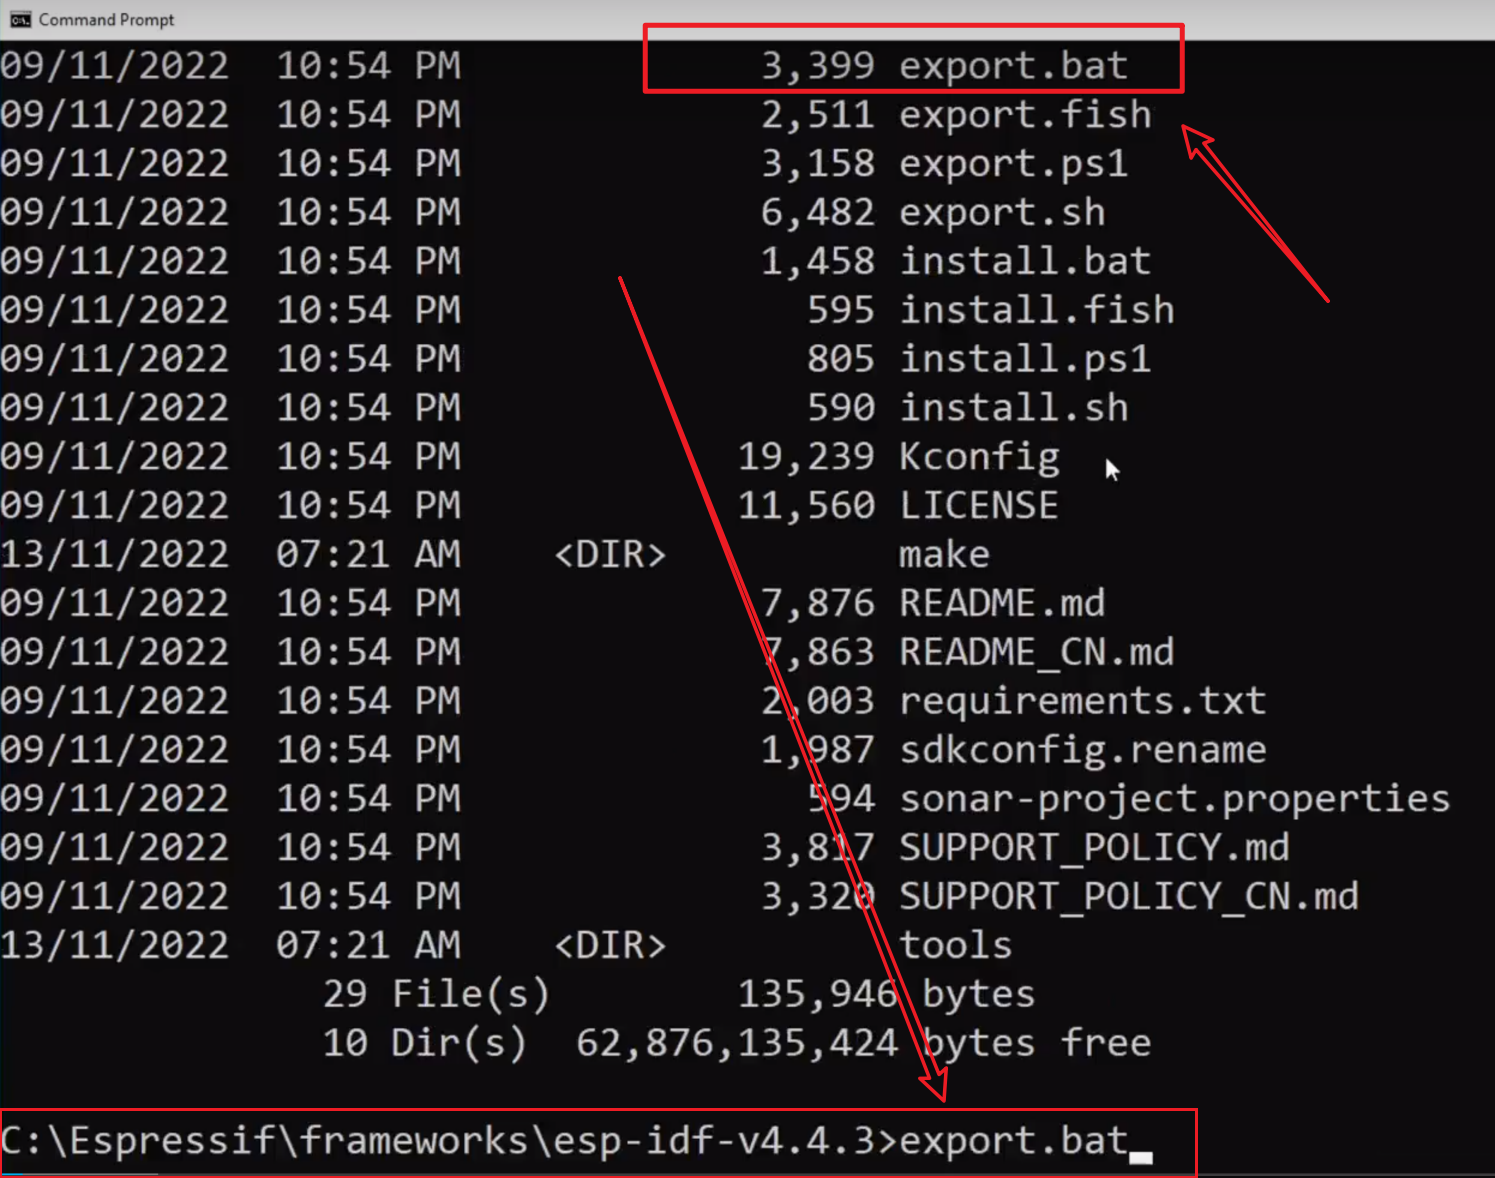 Command Prompt
09/11/2022 10:54 PM 3,399 export.bat
09/11/2022 10:54 PM 2,511 export.fish
09/11/2022 10:54 PM 3,158 export.ps1
09/11/2022 10:54 PM 6,482 export.sh
09/11/2022 10:54 PM 1,458 install.bat
09/11/2022 10:54 PM 595 install.fish
09/11/2022 10:54 PM 805 install.ps1
09/11/2022 10:54 PM 590 install.sh
09/11/2022 10:54 PM 19,239 Kconfig
09/11/2022 10:54 PM 11,560 LICENSE
13/11/2022 07:21 AM <DIR> make
09/11/2022 10:54 PM 7,876 README.md
09/11/2022 10:54 PM 7,863 README_CN.md
09/11/2022 10:54 PM 2,003 requirements.txt
09/11/2022 10:54 PM 1,987 sdkconfig.rename
09/11/2022 10:54 PM 594 sonar-project.properties
09/11/2022 10:54 PM 3,817 SUPPORT_POLICY.md
09/11/2022 10:54 PM 3,320 SUPPORT_POLICY_CN.md
13/11/2022 07:21 AM <DIR> tools
29 File(s) 135,946 bytes
10 Dir(s) 62,876,135,424 bytes free
C:\Espressif\frameworks\esp-idf-v4.4.3>export.bat